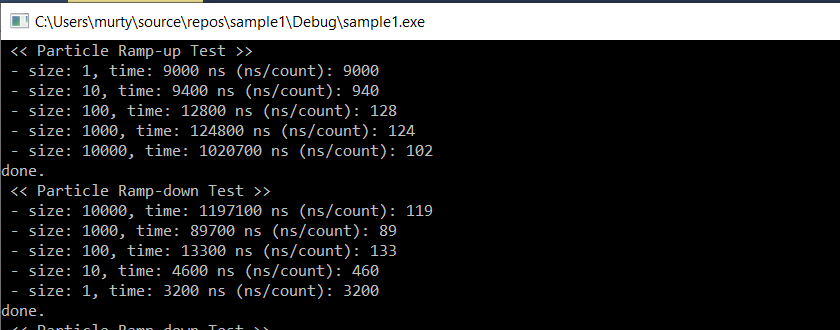 C:\Users\murty\source\repos\sample1\Debug\sample1.exe
<< Particle Ramp-up Test >>
- size: 1, time: 9000 ns (ns/count): 9000
- size: 10, time: 9400 ns (ns/count): 940
- size: 100, time: 12800 ns (ns/count): 128
- size: 1000, time: 124800 ns (ns/count): 124
- size: 10000, time: 1020700 ns (ns/count): 102
done.
<< Particle Ramp-down Test >>
- size: 10000, time: 1197100 ns (ns/count): 119
- size: 1000, time: 89700 ns (ns/count): 89
- size: 100, time: 13300 ns (ns/count): 133
- size: 10, time: 4600 ns (ns/count): 460
- size: 1, time: 3200 ns (ns/count): 3200
done.
<< Particle Ramp-down Test >>